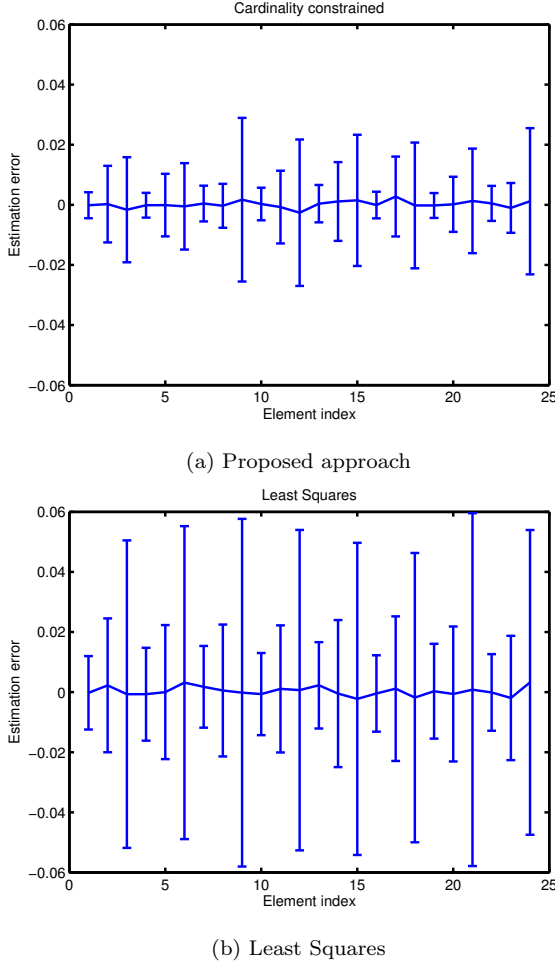 Cardinality constrained
0.06
0.04
0.02
0
−0.02
−0.04
−0.06
Estimation error
0 5 10 15 20 25
Element index
(a) Proposed approach
Least Squares
0.06
0.04
0.02
0
−0.02
−0.04
−0.06
Estimation error
0 5 10 15 20 25
Element index
(b) Least Squares